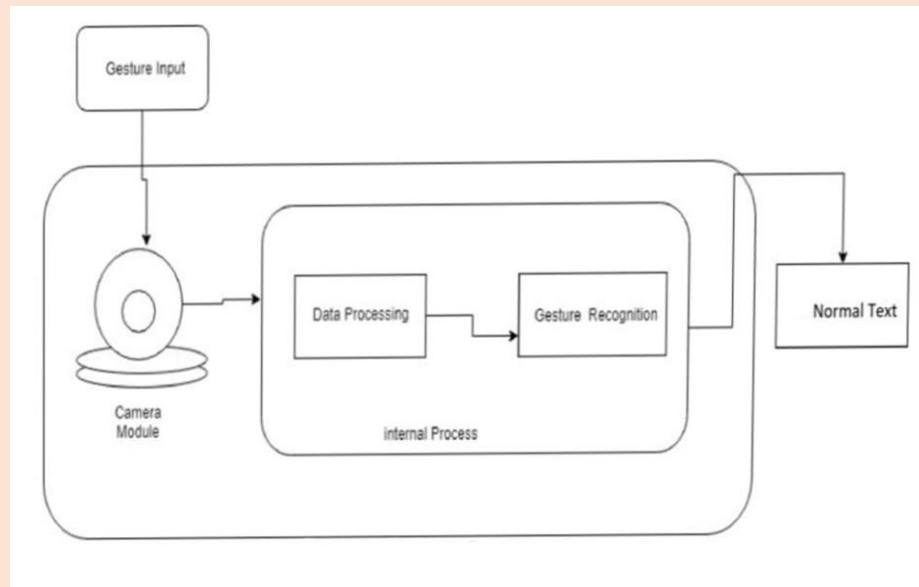 Gesture Input
Data Processing
Gesture Recognition
Normal Text
Camera
Module
internal Process